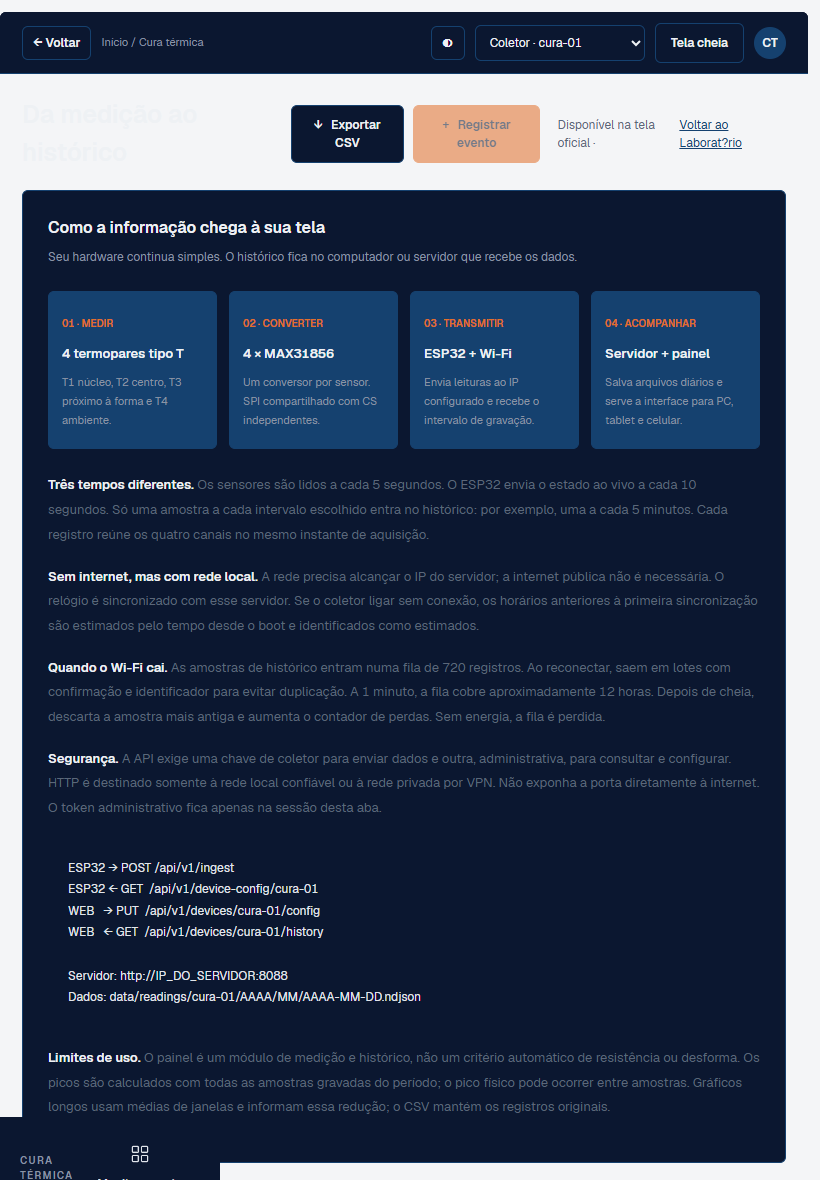 ← Voltar
Início / Cura térmica
Coletor · cura-01
Tela cheia
CT
Da medição ao
histórico
↓ Exportar
CSV
+ Registrar
evento
Disponível na tela
oficial ·
Voltar ao
Laborat?rio
Como a informação chega à sua tela
Seu hardware continua simples. O histórico fica no computador ou servidor que recebe os dados.
01 · MEDIR
4 termopares tipo T
T1 núcleo, T2 centro, T3
próximo à forma e T4
ambiente.
02 · CONVERTER
4 × MAX31856
Um conversor por sensor.
SPI compartilhado com CS
independentes.
03 · TRANSMITIR
ESP32 + Wi-Fi
Envia leituras ao IP
configurado e recebe o
intervalo de gravação.
04 · ACOMPANHAR
Servidor + painel
Salva arquivos diários e
serve a interface para PC,
tablet e celular.
Três tempos diferentes. Os sensores são lidos a cada 5 segundos. O ESP32 envia o estado ao vivo a cada 10
segundos. Só uma amostra a cada intervalo escolhido entra no histórico: por exemplo, uma a cada 5 minutos. Cada
registro reúne os quatro canais no mesmo instante de aquisição.
Sem internet, mas com rede local. A rede precisa alcançar o IP do servidor; a internet pública não é necessária. O
relógio é sincronizado com esse servidor. Se o coletor ligar sem conexão, os horários anteriores à primeira sincronização
são estimados pelo tempo desde o boot e identificados como estimados.
Quando o Wi-Fi cai. As amostras de histórico entram numa fila de 720 registros. Ao reconectar, saem em lotes com
confirmação e identificador para evitar duplicação. A 1 minuto, a fila cobre aproximadamente 12 horas. Depois de cheia,
descarta a amostra mais antiga e aumenta o contador de perdas. Sem energia, a fila é perdida.
Segurança. A API exige uma chave de coletor para enviar dados e outra, administrativa, para consultar e configurar.
HTTP é destinado somente à rede local confiável ou à rede privada por VPN. Não exponha a porta diretamente à internet.
O token administrativo fica apenas na sessão desta aba.
ESP32 → POST /api/v1/ingest
ESP32 ← GET /api/v1/device-config/cura-01
WEB → PUT /api/v1/devices/cura-01/config
WEB ← GET /api/v1/devices/cura-01/history
Servidor: http://IP_DO_SERVIDOR:8088
Dados: data/readings/cura-01/AAAA/MM/AAAA-MM-DD.ndjson
Limites de uso. O painel é um módulo de medição e histórico, não um critério automático de resistência ou desforma. Os
picos são calculados com todas as amostras gravadas do período; o pico físico pode ocorrer entre amostras. Gráficos
longos usam médias de janelas e informam essa redução; o CSV mantém os registros originais.
CURA
TÉRMICA